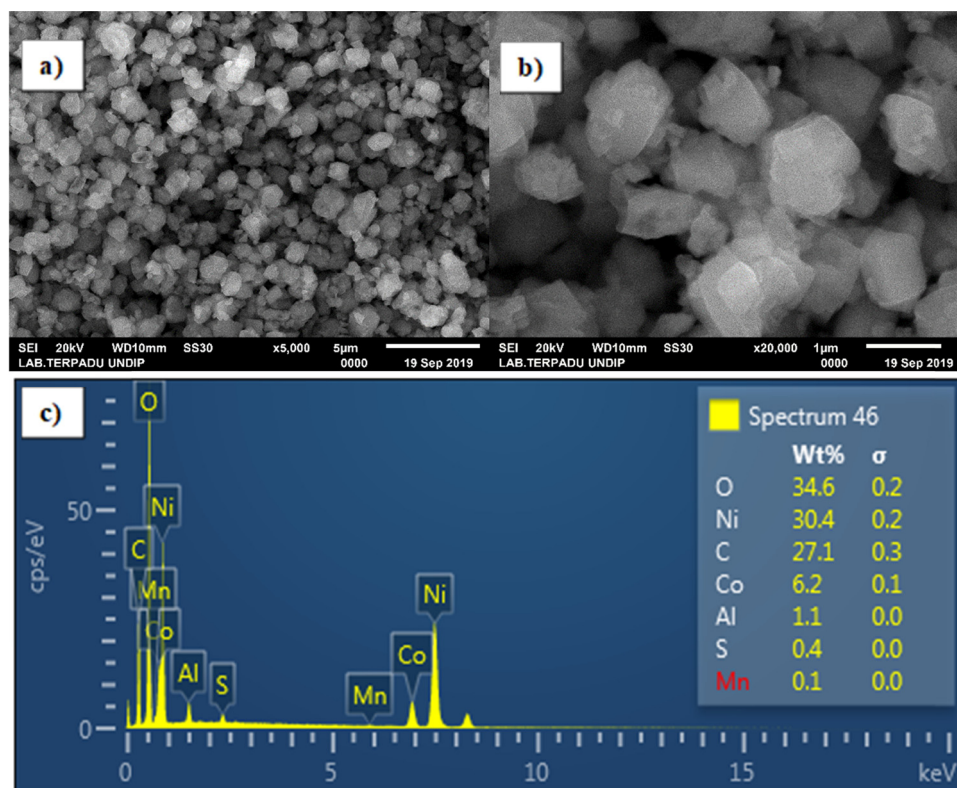 a)
SEI 20kV WD10mm SS30 x5,000 5µm
LAB.TERPADU UNDIP 0000 19 Sep 2019
b)
SEI 20kV WD10mm SS30 x20,000 1µm
LAB.TERPADU UNDIP 0000 19 Sep 2019
c)
cps/eV
50
0
O
Ni
C
Mn
Co
Al
S
Mn
Co
Ni
0 5 10 15 keV
Spectrum 46
Wt% σ
O 34.6 0.2
Ni 30.4 0.2
C 27.1 0.3
Co 6.2 0.1
Al 1.1 0.0
S 0.4 0.0
Mn 0.1 0.0